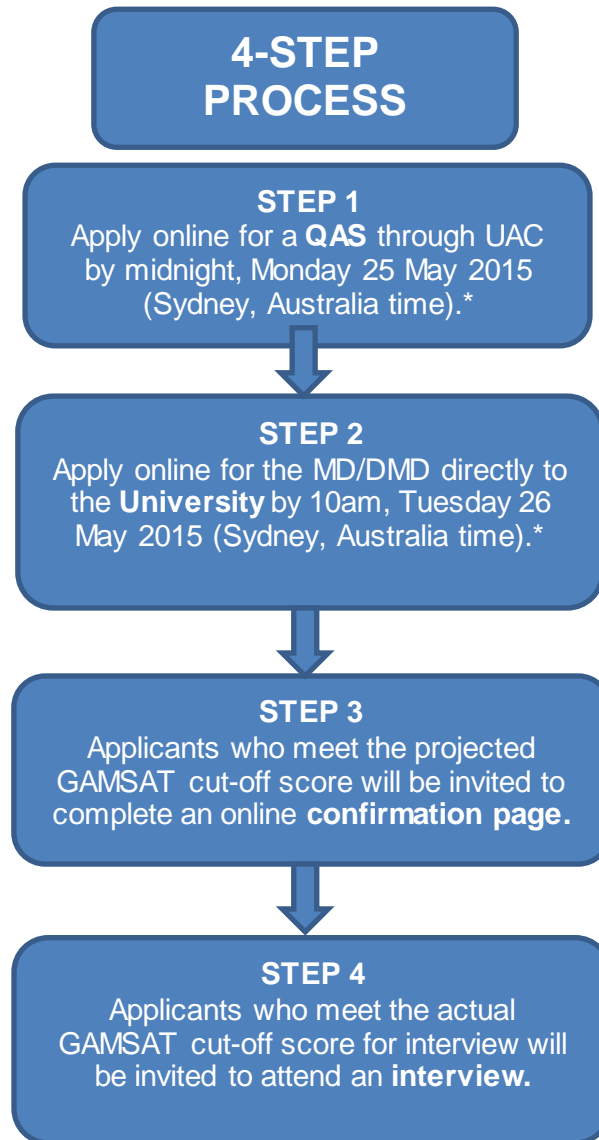 4-STEP
PROCESS
STEP 1
Apply online for a QAS through UAC
by midnight, Monday 25 May 2015
(Sydney, Australia time).*
STEP 2
Apply online for the MD/DMD directly to
the University by 10am, Tuesday 26
May 2015 (Sydney, Australia time).*
STEP 3
Applicants who meet the projected
GAMSAT cut-off score will be invited to
complete an online confirmation page.
STEP 4
Applicants who meet the actual
GAMSAT cut-off score for interview will
be invited to attend an interview.